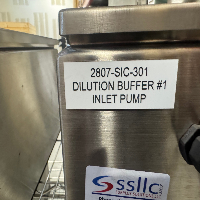 2807-SIC-301
DILUTION BUFFER #1
INLET PUMP
ssllc